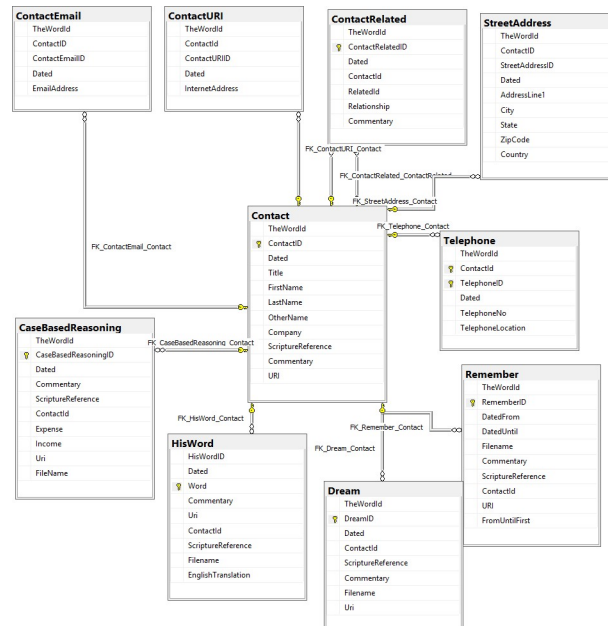 ContactEmail
TheWordId
ContactID
ContactEmailID
Dated
EmailAddress
ContactURI
TheWordId
ContactId
ContactURIID
Dated
InternetAddress
ContactRelated
TheWordId
ContactRelatedID
Dated
ContactId
RelatedId
Relationship
Commentary
StreetAddress
TheWordId
ContactID
StreetAddressID
Dated
AddressLine1
City
State
ZipCode
Country
FK_ContactURI_Contact
FK_ContactRelated_ContactRelated
FK_StreetAddress_Contact
FK_Telephone_Contact
FK_ContactEmail_Contact
Contact
TheWordId
ContactID
Dated
Title
FirstName
LastName
OtherName
Company
ScriptureReference
Commentary
URI
Telephone
TheWordId
ContactId
TelephoneID
Dated
TelephoneNo
TelephoneLocation
CaseBasedReasoning
TheWordId
CaseBasedReasoningID
Dated
Commentary
ScriptureReference
ContactId
Expense
Income
Uri
FileName
FK_CaseBasedReasoning_Contact
FK_HisWord_Contact
FK_Remember_Contact
FK_Dream_Contact
HisWord
HisWordID
Dated
Word
Commentary
Uri
ContactId
ScriptureReference
Filename
EnglishTranslation
Remember
TheWordId
RememberID
DatedFrom
DatedUntil
Filename
Commentary
ScriptureReference
ContactId
URI
FromUntilFirst
Dream
TheWordId
DreamID
Dated
ContactId
ScriptureReference
Commentary
Filename
Uri